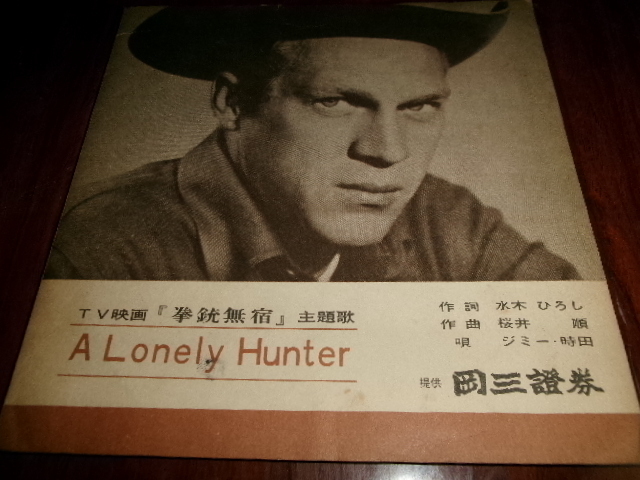 TV映画『拳銃無宿』主題歌
A Lonely Hunter
作詞 水木 ひろし
作曲 桜井 順
唄 ジミー・時田
提供 岡三證券